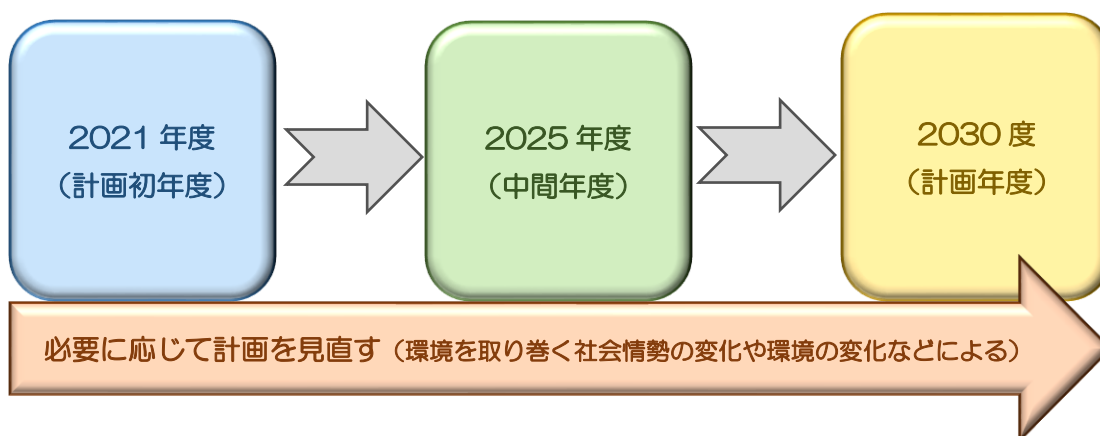 2021 年度
（計画初年度）
2025 年度
（中間年度）
2030 度
（計画年度）
必要に応じて計画を見直す（環境を取り巻く社会情勢の変化や環境の変化などによる）